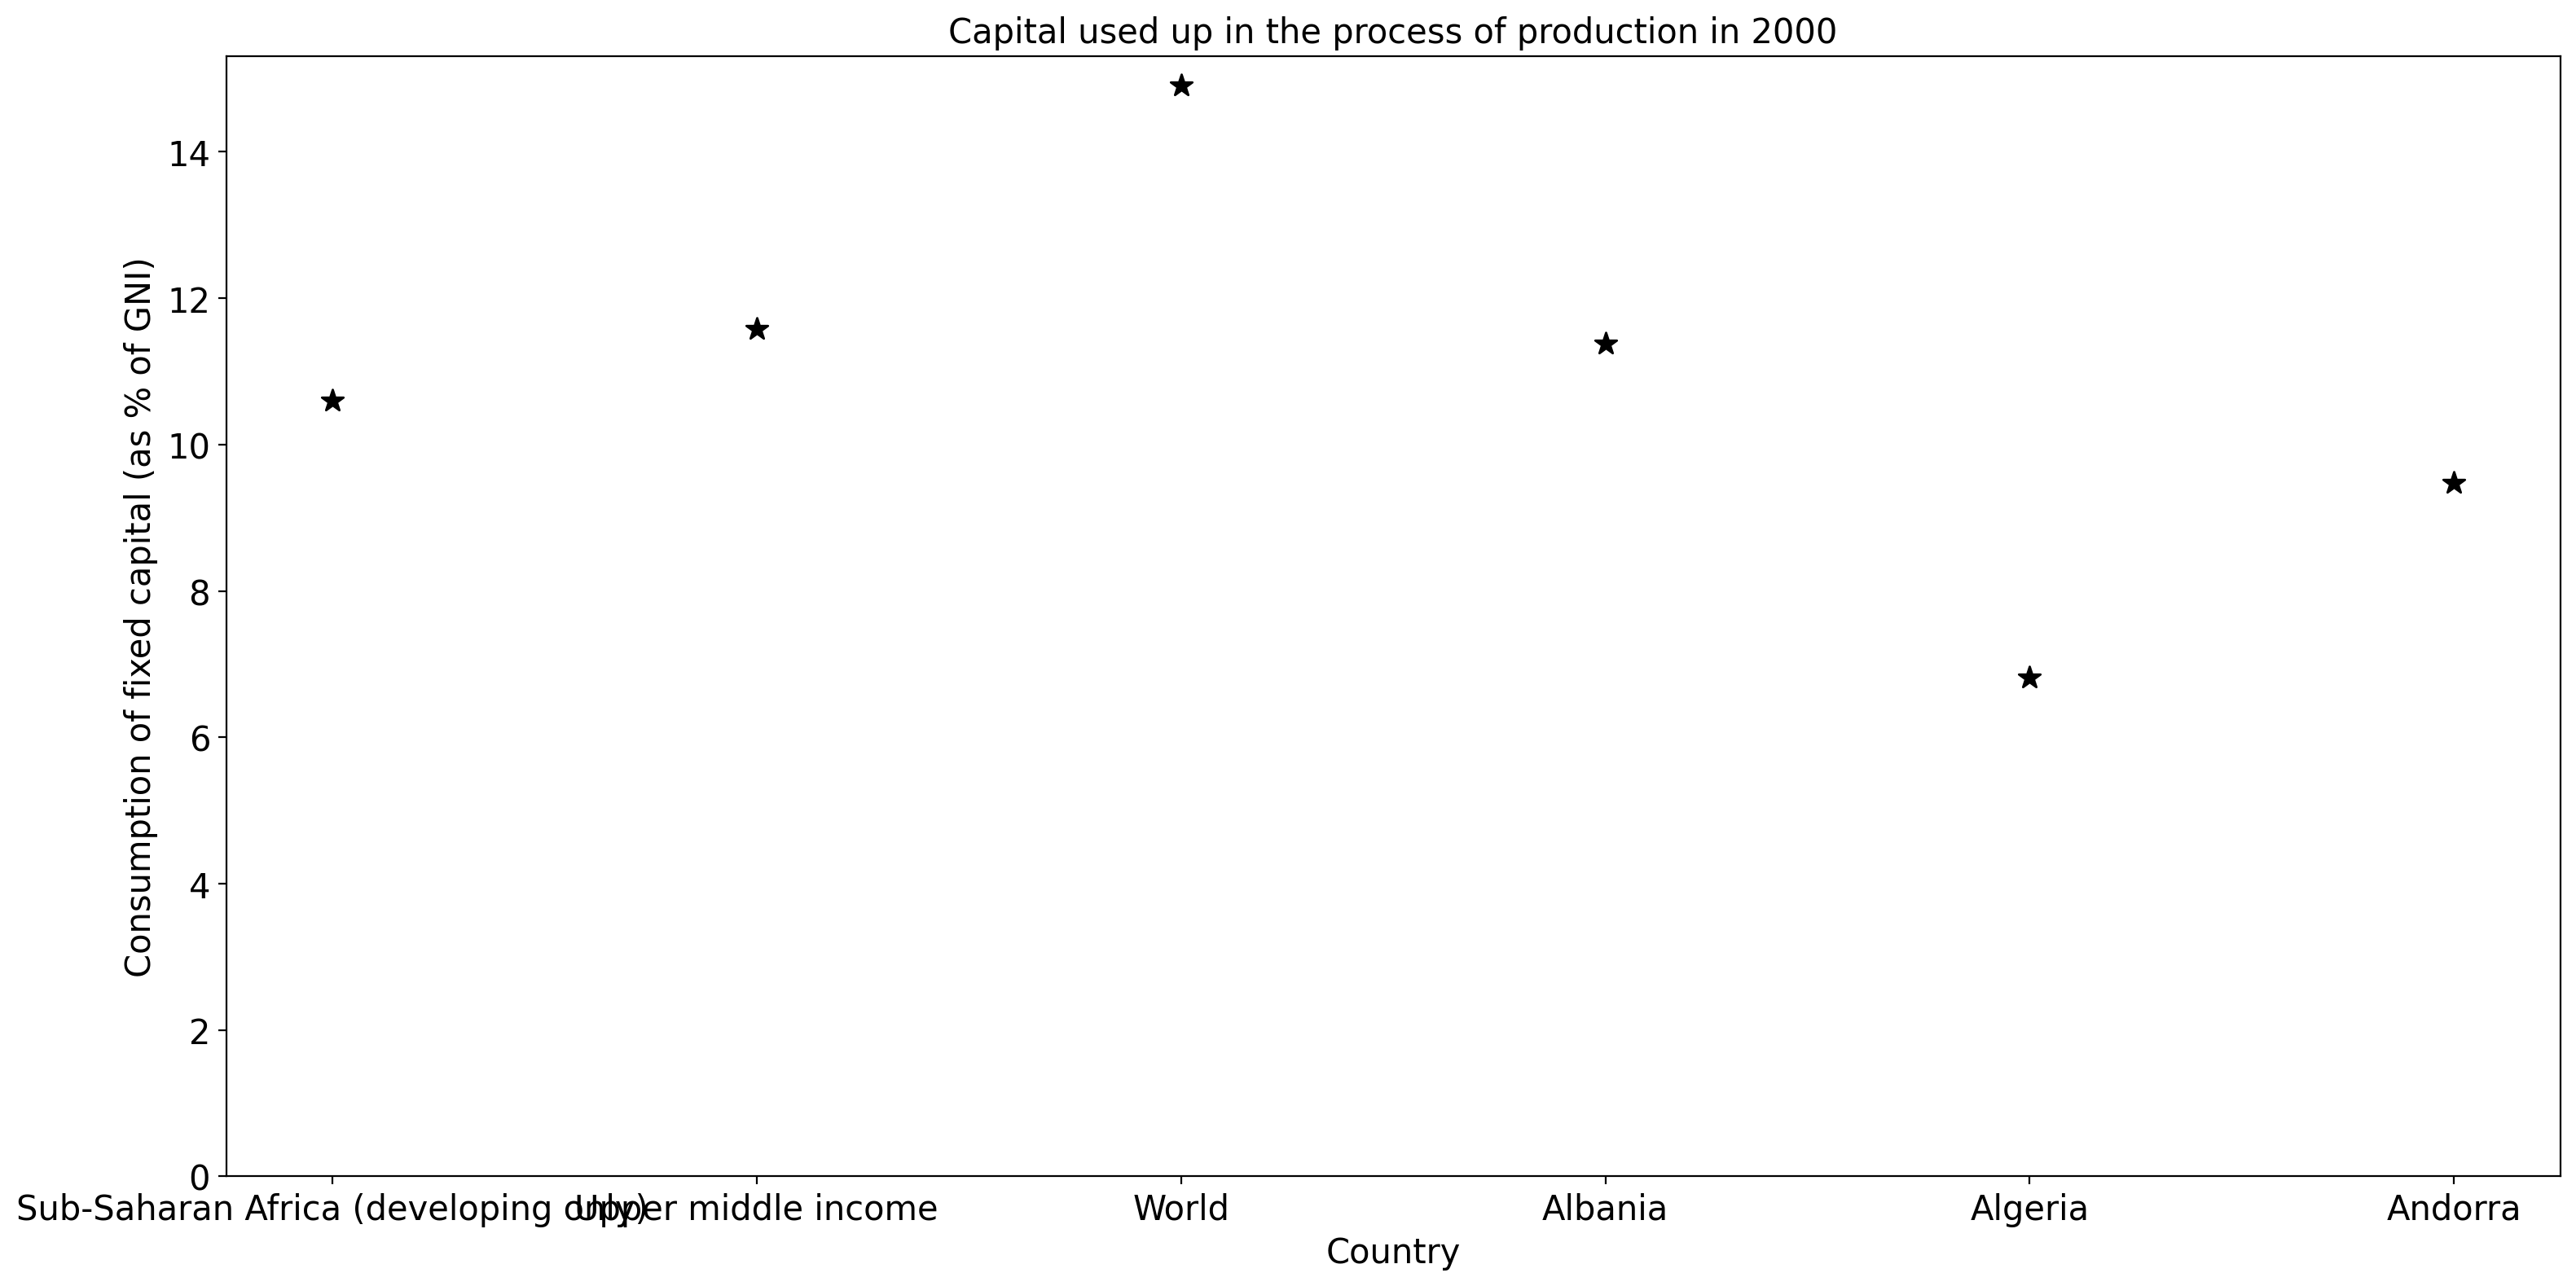 Capital used up in the process of production in 2000
Consumption of fixed capital (as % of GNI)
14
12
10
8
6
4
2
0
Sub-Saharan Africa (developing only) Upper middle income World Albania Algeria Andorra
Country